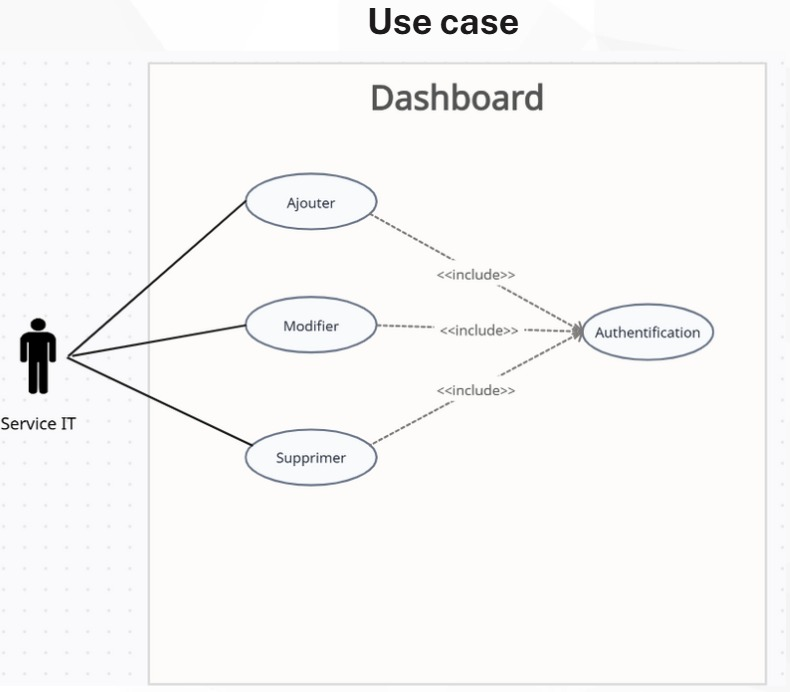 Use case
Dashboard
Ajouter
<<include>>
Modifier
<<include>>
Authentification
<<include>>
Service IT
Supprimer